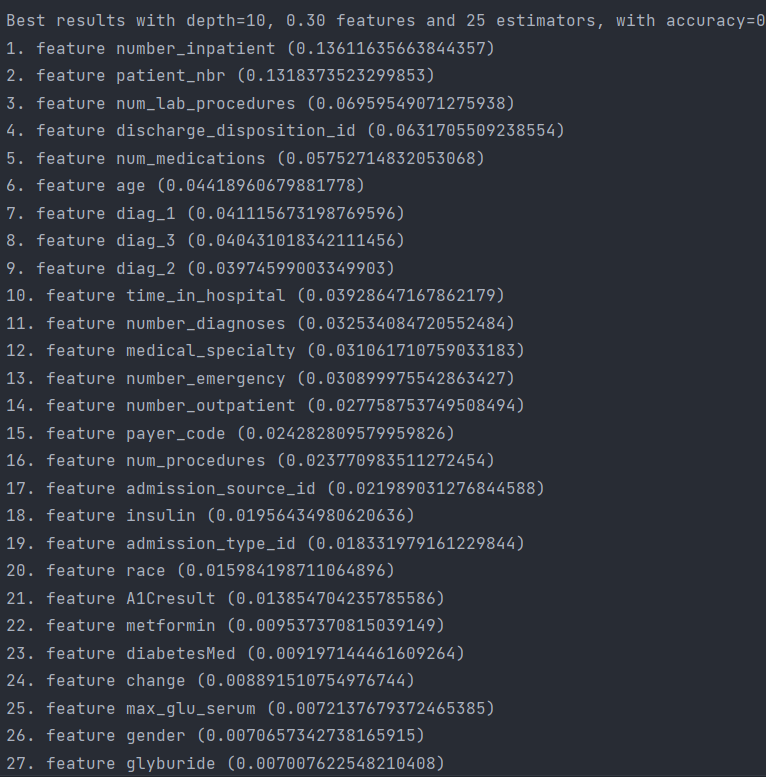 Best results with depth=10, 0.30 features and 25 estimators, with accuracy=0
1. feature number_inpatient (0.13611635663844357)
2. feature patient_nbr (0.1318373523299853)
3. feature num_lab_procedures (0.06959549071275938)
4. feature discharge_disposition_id (0.0631705509238554)
5. feature num_medications (0.05752714832053068)
6. feature age (0.04418960679881778)
7. feature diag_1 (0.041115673198769596)
8. feature diag_3 (0.040431018342111456)
9. feature diag_2 (0.03974599003349903)
10. feature time_in_hospital (0.03928647167862179)
11. feature number_diagnoses (0.032534084720552484)
12. feature medical_specialty (0.031061710759033183)
13. feature number_emergency (0.030899975542863427)
14. feature number_outpatient (0.027758753749508494)
15. feature payer_code (0.024282809579959826)
16. feature num_procedures (0.023770983511272454)
17. feature admission_source_id (0.021989031276844588)
18. feature insulin (0.01956434980620636)
19. feature admission_type_id (0.018331979161229844)
20. feature race (0.015984198711064896)
21. feature A1Cresult (0.013854704235785586)
22. feature metformin (0.009537370815039149)
23. feature diabetesMed (0.009197144461609264)
24. feature change (0.008891510754976744)
25. feature max_glu_serum (0.0072137679372465385)
26. feature gender (0.0070657342738165915)
27. feature glyburide (0.007007622548210408)